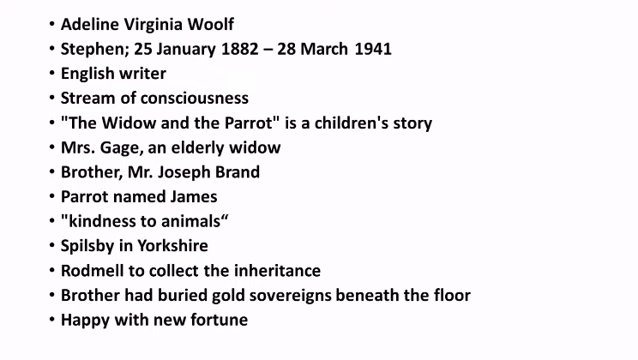 • Adeline Virginia Woolf
• Stephen; 25 January 1882 – 28 March 1941
• English writer
• Stream of consciousness
• "The Widow and the Parrot" is a children's story
• Mrs. Gage, an elderly widow
• Brother, Mr. Joseph Brand
• Parrot named James
• "kindness to animals“
• Spilsby in Yorkshire
• Rodmell to collect the inheritance
• Brother had buried gold sovereigns beneath the floor
• Happy with new fortune